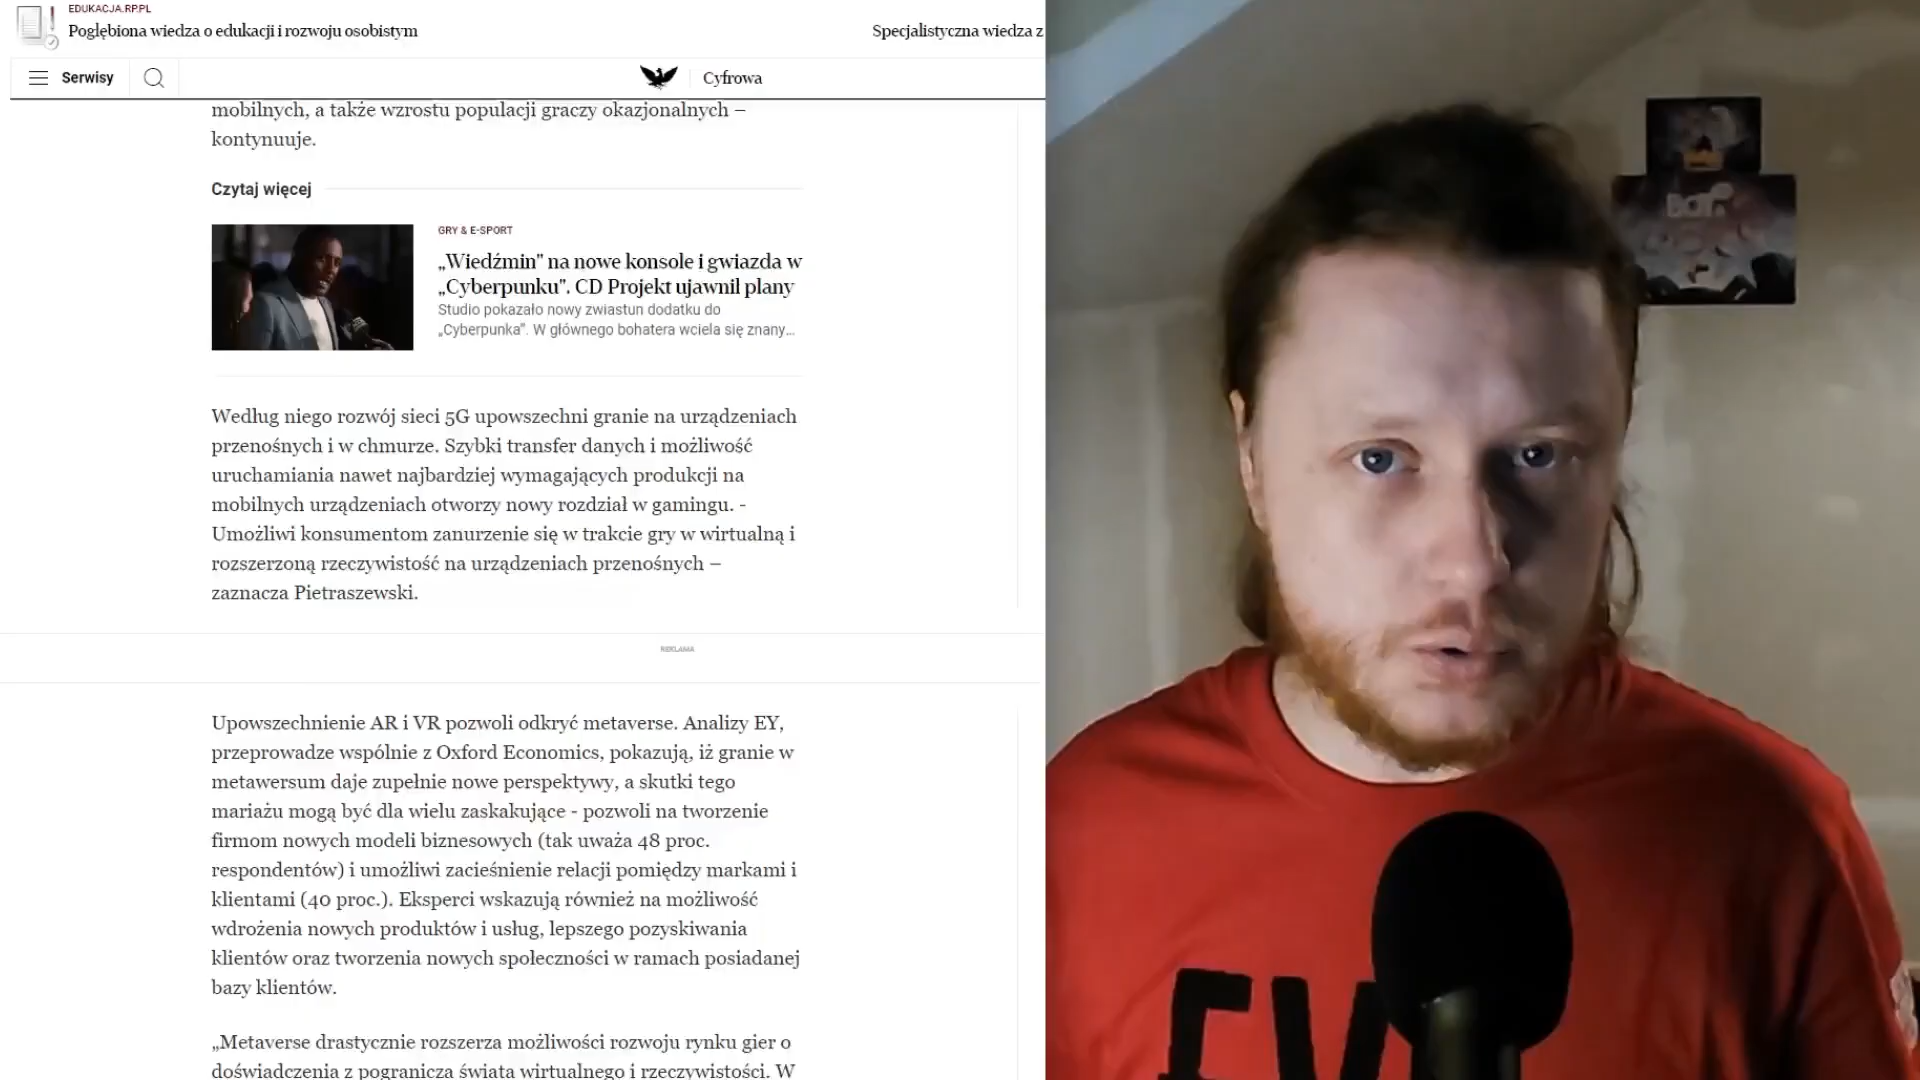 EDUKACJA.RP.PL
Pogłębiona wiedza o edukacji i rozwoju osobistym
Specjalistyczna wiedza z
Serwisy
Cyfrowa
mobilnych, a także wzrostu populacji graczy okazjonalnych –
kontynuuje.
Czytaj więcej
GRY & E-SPORT
„Wiedźmin” na nowe konsole i gwiazda w
„Cyberpunku”. CD Projekt ujawnił plany
Studio pokazało nowy zwiastun dodatku do
„Cyberpunka”. W głównego bohatera wciela się znany...
Według niego rozwój sieci 5G upowszechni granie na urządzeniach
przenośnych i w chmurze. Szybki transfer danych i możliwość
uruchamiania nawet najbardziej wymagających produkcji na
mobilnych urządzeniach otworzy nowy rozdział w gamingu. -
Umożliwi konsumentom zanurzenie się w trakcie gry w wirtualną i
rozszerzoną rzeczywistość na urządzeniach przenośnych –
zaznacza Pietraszewski.
REKLAMA
Upowszechnienie AR i VR pozwoli odkryć metaverse. Analizy EY,
przeprowadze wspólnie z Oxford Economics, pokazują, iż granie w
metawersum daje zupełnie nowe perspektywy, a skutki tego
mariażu mogą być dla wielu zaskakujące - pozwoli na tworzenie
firmom nowych modeli biznesowych (tak uważa 48 proc.
respondentów) i umożliwi zacieśnienie relacji pomiędzy markami i
klientami (40 proc.). Eksperci wskazują również na możliwość
wdrożenia nowych produktów i usług, lepszego pozyskiwania
klientów oraz tworzenia nowych społeczności w ramach posiadanej
bazy klientów.
„Metaverse drastycznie rozszerza możliwości rozwoju rynku gier o
doświadczenia z pogranicza świata wirtualnego i rzeczywistości. W